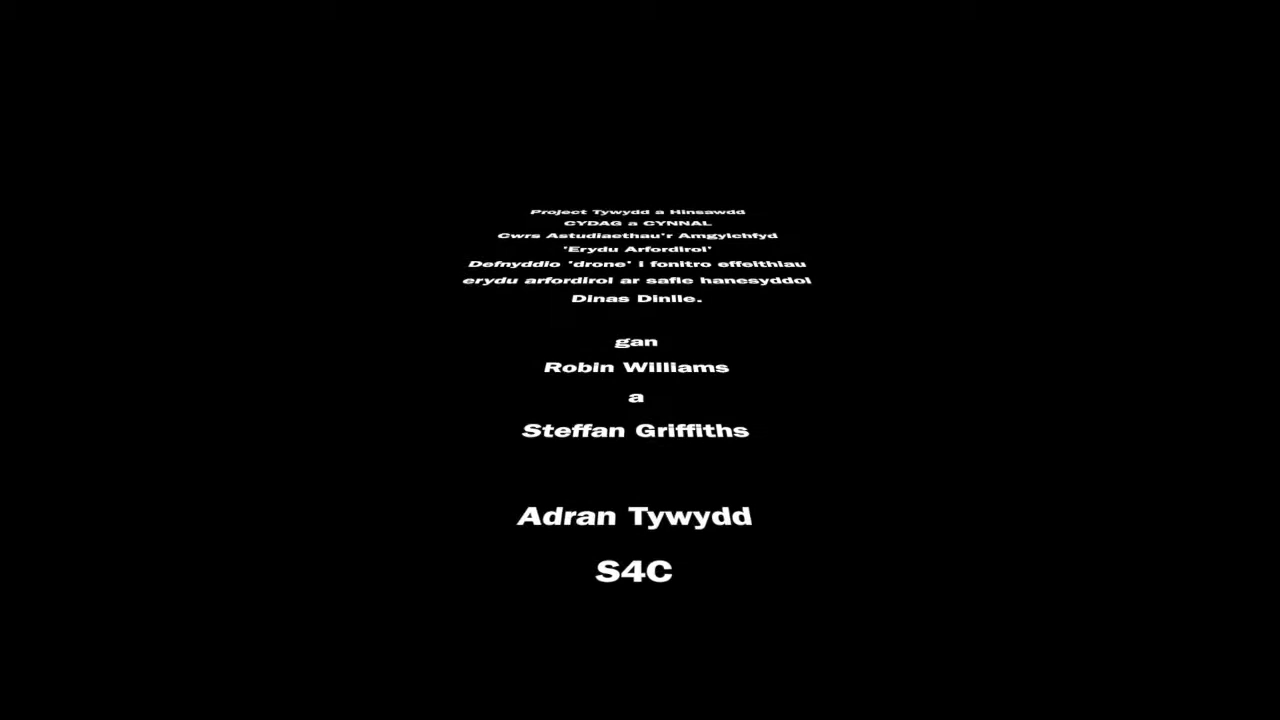 Project Tywydd a Hinsawdd
CYDAG a CYNNAL
Cwrs Astudiaethau'r Amgylchfyd
'Erydu Arfordirol'
Defnyddio 'drone' i fonitro effeithiau
erydu arfordirol ar safle hanesyddol
Dinas Dinlle.
gan
Robin Williams
a
Steffan Griffiths
Adran Tywydd
S4C